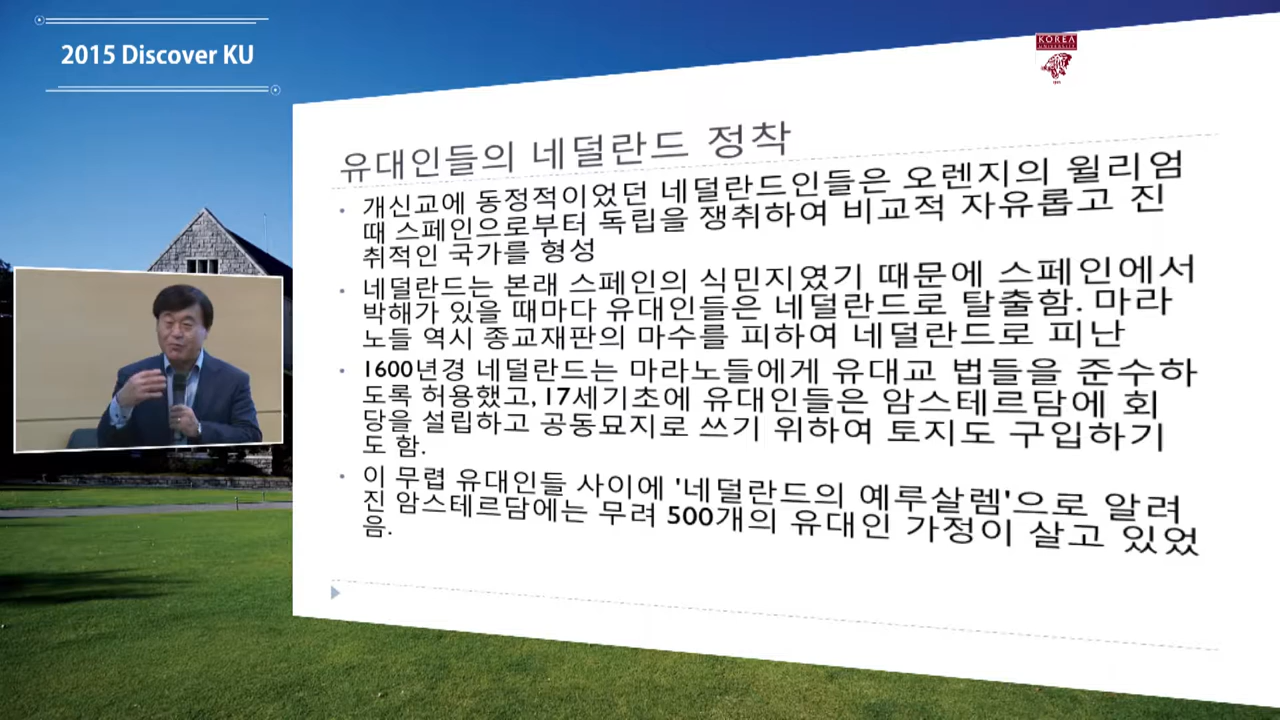 2015 Discover KU
KOREA
UNIVERSITY
유대인들의 네덜란드 정착
개신교에 동정적이었던 네덜란드인들은 오렌지의 윌리엄
때 스페인으로부터 독립을 쟁취하여 비교적 자유롭고 진
취적인 국가를 형성
네덜란드는 본래 스페인의 식민지였기 때문에 스페인에서
박해가 있을 때마다 유대인들은 네덜란드로 탈출함. 마라
노들 역시 종교재판의 마수를 피하여 네덜란드로 피난
1600년경 네덜란드는 마라노들에게 유대교 법들을 준수하
도록 허용했고, 17세기초에 유대인들은 암스테르담에 회
당을 설립하고 공동묘지로 쓰기 위하여 토지도 구입하기
도 함.
이 무렵 유대인들 사이에 '네덜란드의 예루살렘'으로 알려
진 암스테르담에는 무려 500개의 유대인 가정이 살고 있었
음.